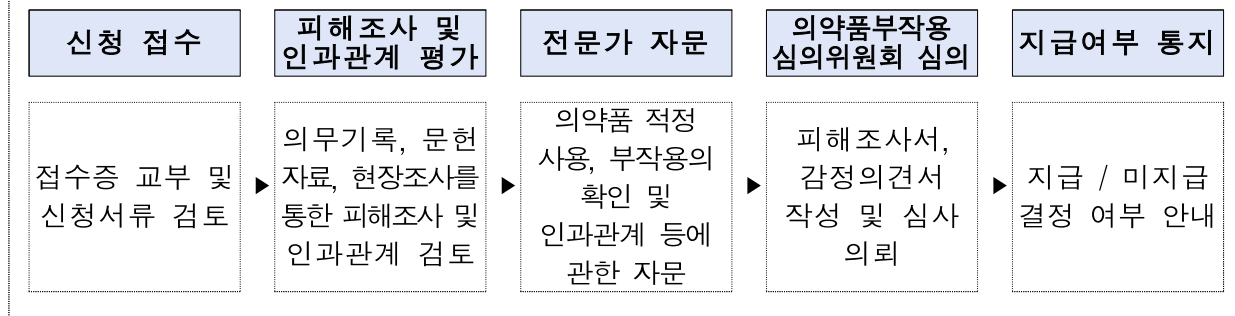 신청 접수
피해조사 및
인과관계 평가
전문가 자문
의약품부작용
심의위원회 심의
지급여부 통지
접수증 교부 및
신청서류 검토
▶
의무기록, 문헌
자료, 현장조사를
통한 피해조사 및
인과관계 검토
▶
의약품 적정
사용, 부작용의
확인 및
인과관계 등에
관한 자문
▶
피해조사서,
감정의견서
작성 및 심사
의뢰
▶
지급 / 미지급
결정 여부 안내